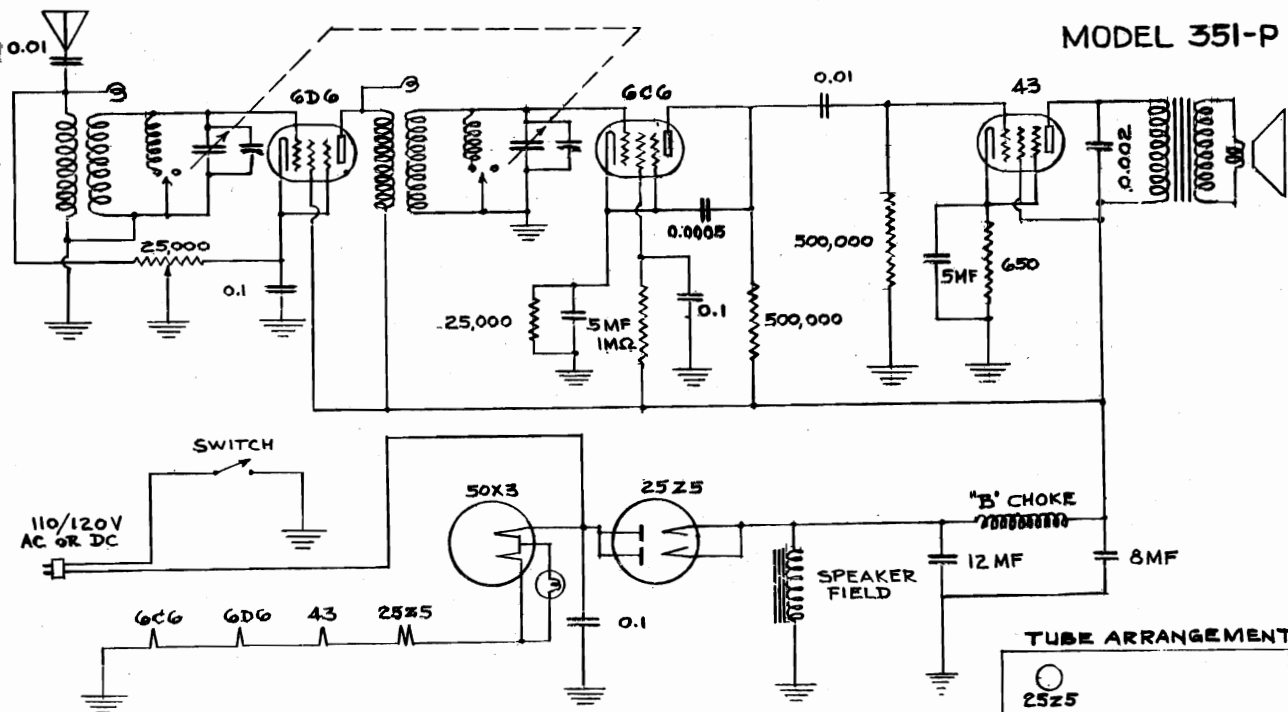 MODEL 351-P
0.01
6D6
6C6
0.01
43
0.0002
25,000
0.1
0.0005
25,000
5MF
1MΩ
0.1
500,000
500,000
5MF
650
SWITCH
110/120V
AC OR DC
50X3
25Z5
"B" CHOKE
SPEAKER
FIELD
12 MF
8MF
6C6
6D6
43
25Z5
0.1
TUBE ARRANGEMENT
25Z5